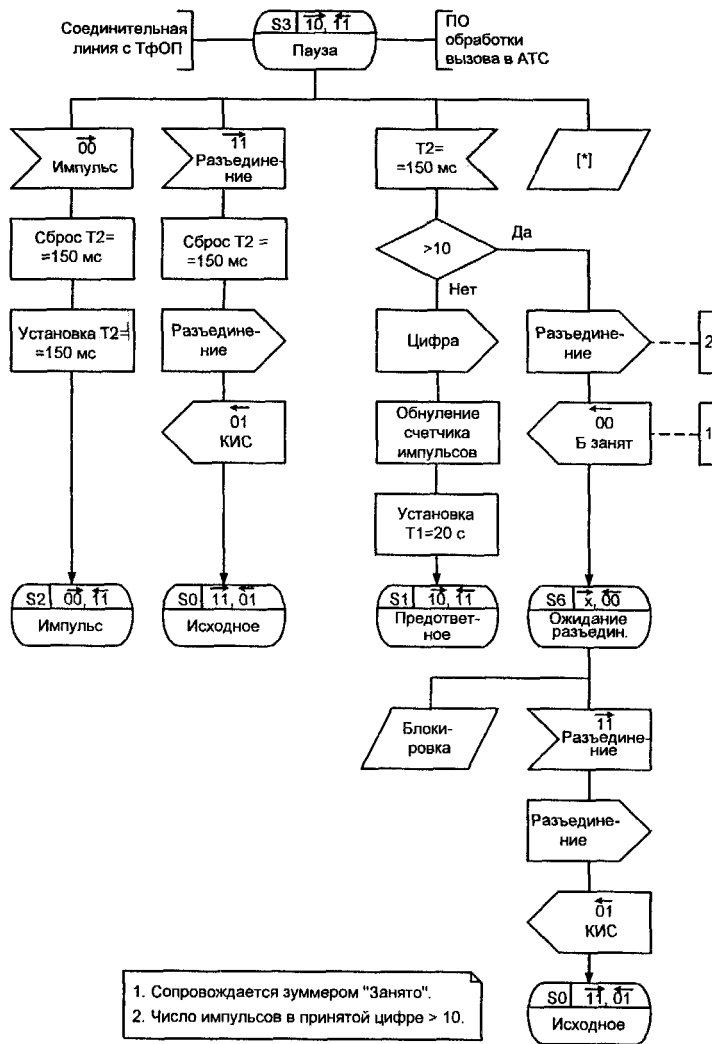 Соединительная
линия с ТфОП
S3 10, 11
Пауза
ПО
обработки
вызова в АТС
00
Импульс
11
Разъедине-
ние
T2=
=150 мс
[*]
Сброс T2=
=150 мс
Сброс T2 =
=150 мс
>10
Да
Нет
Установка T2=
=150 мс
Разъедине-
ние
Цифра
Разъедине-
ние
2
01
КИС
Обнуление
счетчика
импульсов
00
Б занят
1
Установка
T1=20 с
S2 00, 11
Импульс
S0 11, 01
Исходное
S1 10, 11
Предответ-
ное
S6 x, 00
Ожидание
разъедин.
Блоки-
ровка
11
Разъедине-
ние
Разъедине-
ние
01
КИС
S0 11, 01
Исходное
1. Сопровождается зуммером "Занято".
2. Число импульсов в принятой цифре > 10.